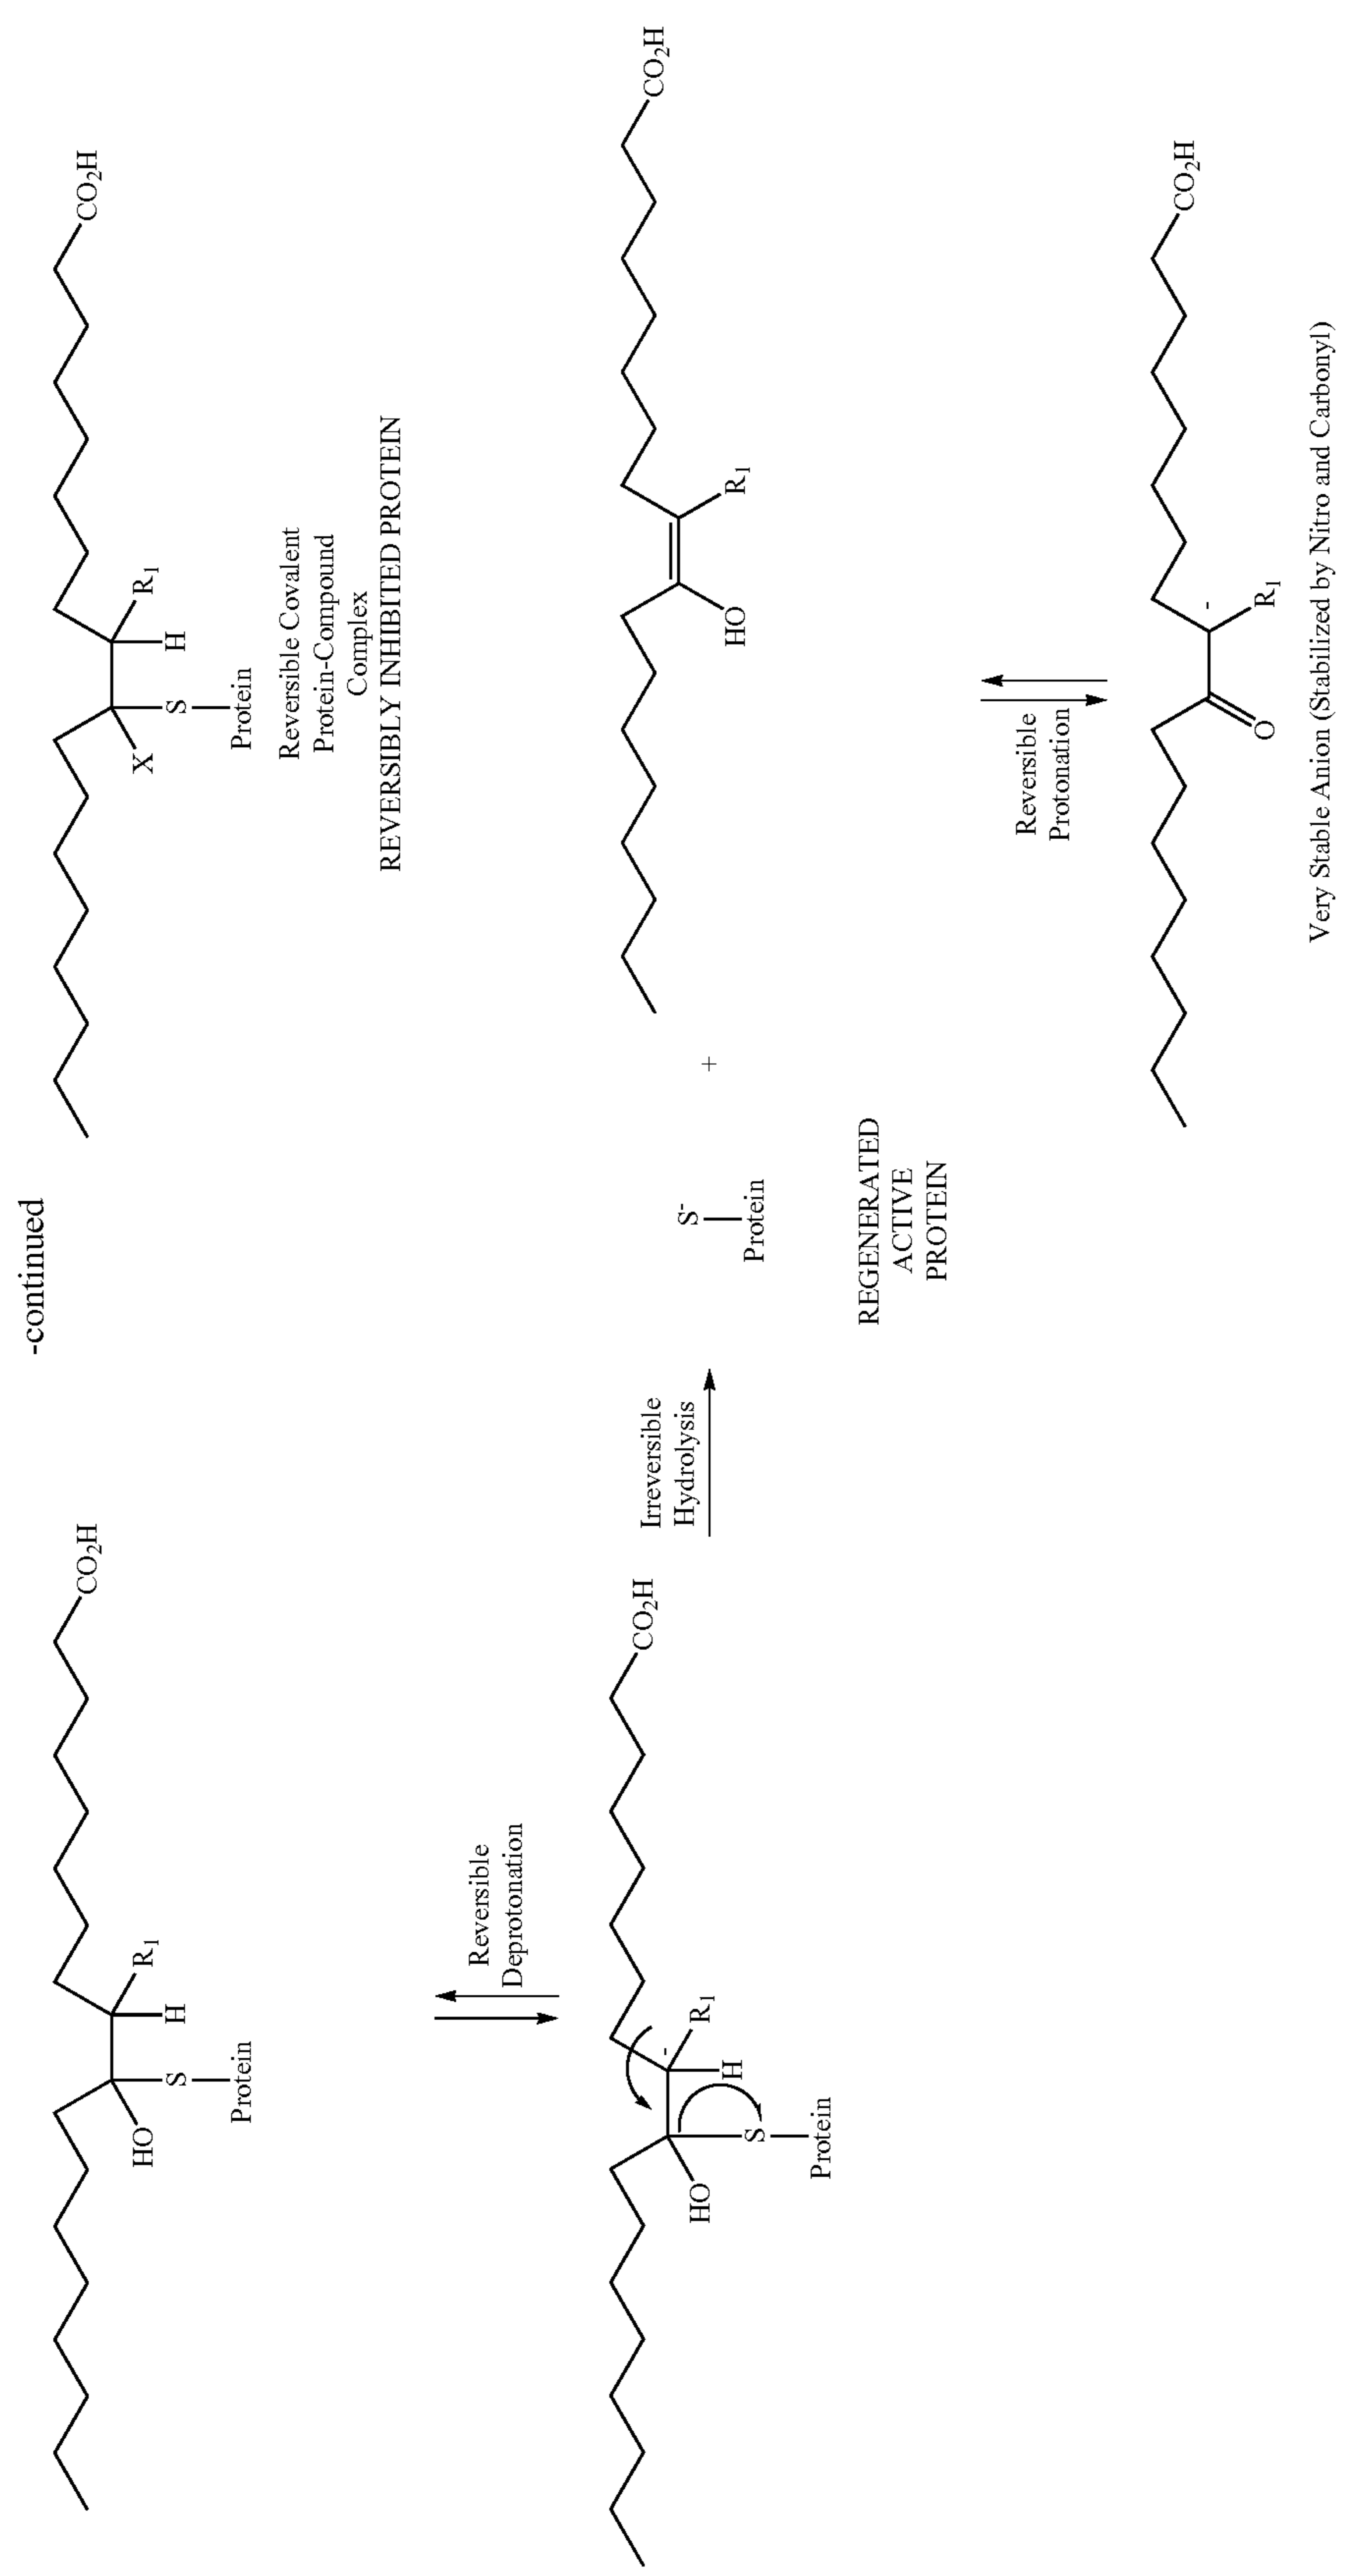 -continued
CO₂H
HO
R₁
S
H
Protein
CO₂H
X
R₁
S
H
Protein
Reversible Covalent
Protein-Compound
Complex
REVERSIBLY INHIBITED PROTEIN
Reversible
Deprotonation
CO₂H
-
HO
R₁
H
S
Protein
Irreversible
Hydrolysis
S⁻
Protein
REGENERATED
ACTIVE
PROTEIN
+
CO₂H
HO
R₁
Reversible
Protonation
CO₂H
-
O
R₁
Very Stable Anion (Stabilized by Nitro and Carbonyl)